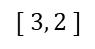 [ 3, 2 ]